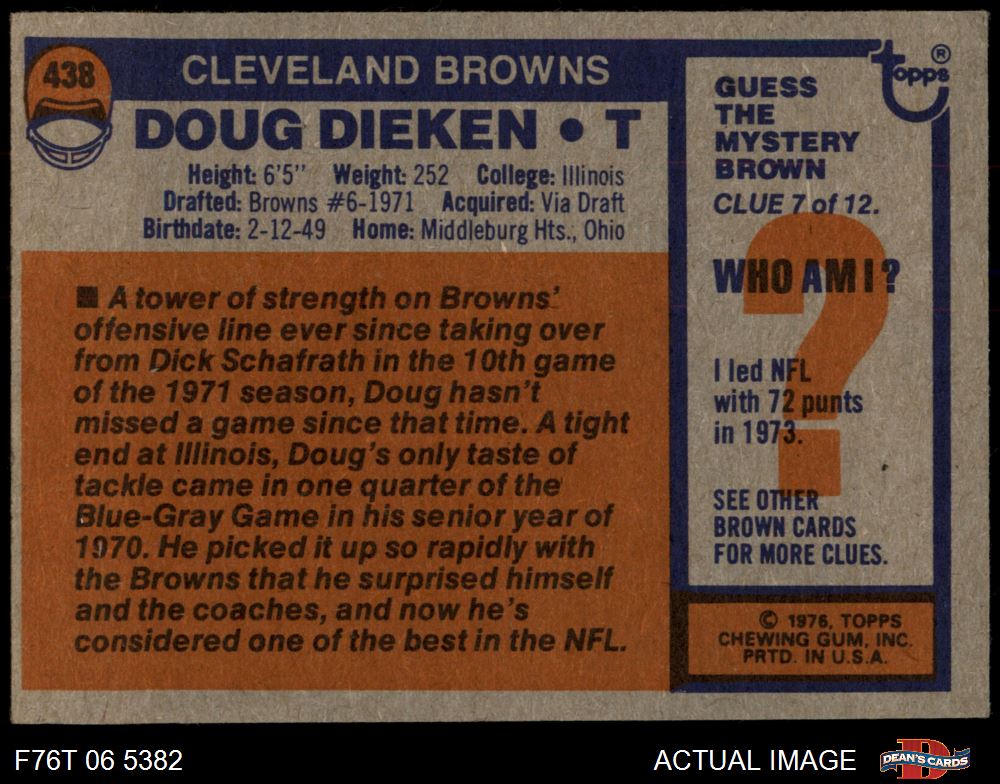 438
CLEVELAND BROWNS
DOUG DIEKEN • T
Height: 6'5" Weight: 252 College: Illinois
Drafted: Browns #6-1971 Acquired: Via Draft
Birthdate: 2-12-49 Home: Middleburg Hts., Ohio
■ A tower of strength on Browns'
offensive line ever since taking over
from Dick Schafrath in the 10th game
of the 1971 season, Doug hasn't
missed a game since that time. A tight
end at Illinois, Doug's only taste of
tackle came in one quarter of the
Blue-Gray Game in his senior year of
1970. He picked it up so rapidly with
the Browns that he surprised himself
and the coaches, and now he's
considered one of the best in the NFL.
topps®
GUESS
THE
MYSTERY
BROWN
CLUE 7 of 12.
WHO AM I?
I led NFL
with 72 punts
in 1973.
SEE OTHER
BROWN CARDS
FOR MORE CLUES.
© 1976, TOPPS
CHEWING GUM, INC.
PRTD. IN U.S.A.
F76T 06 5382
ACTUAL IMAGE
DEAN'S CARDS